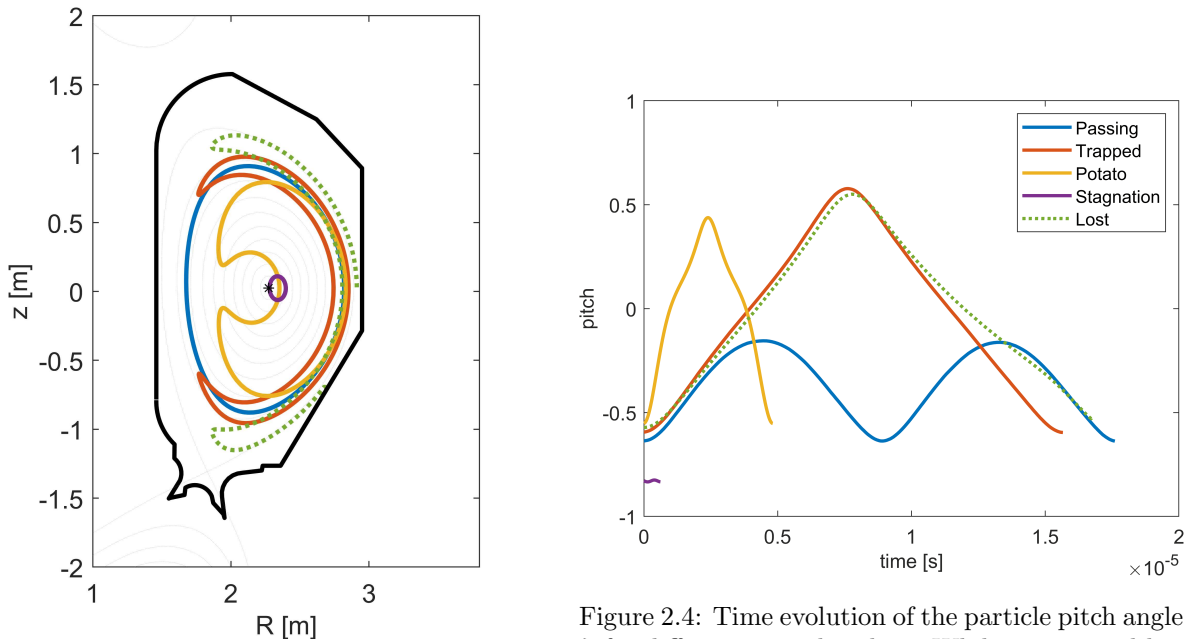 2
1.5
1
0.5
0
-0.5
-1
-1.5
-2
z [m]
1 2 3
R [m]
1
0.5
0
-0.5
-1
pitch
Passing
Trapped
Potato
Stagnation
Lost
0 0.5 1 1.5 2
time [s]
×10⁻⁵
Figure 2.4: Time evolution of the particle pitch angle